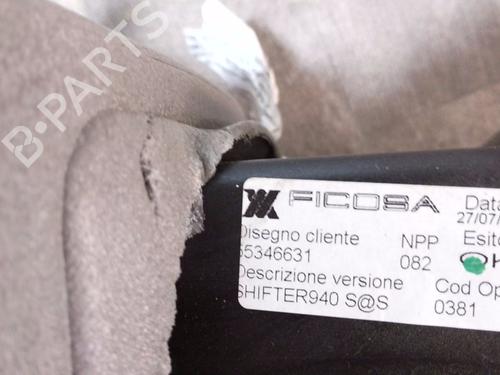 B-PARTS
FICOSA
Data
27/07/
Disegno cliente
NPP
Esito
55346631
082
Descrizione versione
Cod Op
SHIFTER940 S@S
0381